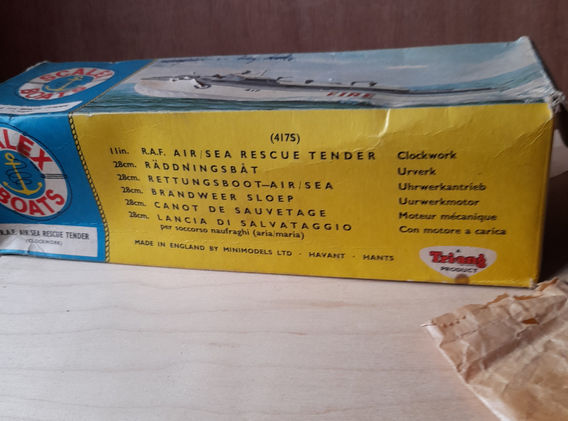 SCALEX
BOATS
FIRE
ALEX
BOATS
R.A.F. AIR/SEA RESCUE TENDER
(CLOCKWORK)
(417S)
11in. R.A.F. AIR/SEA RESCUE TENDER Clockwork
28cm. RÄDDNINGSBÅT Urverk
28cm. RETTUNGSBOOT—AIR/SEA Uhrwerkantrieb
28cm. BRANDWEER SLOEP Uurwerkmotor
28cm. CANOT DE SAUVETAGE Moteur mécanique
28cm. LANCIA DI SALVATAGGIO Con motore a carica
per soccorso naufraghi (aria/maria)
MADE IN ENGLAND BY MINIMODELS LTD · HAVANT · HANTS
A
Tri-ang
PRODUCT